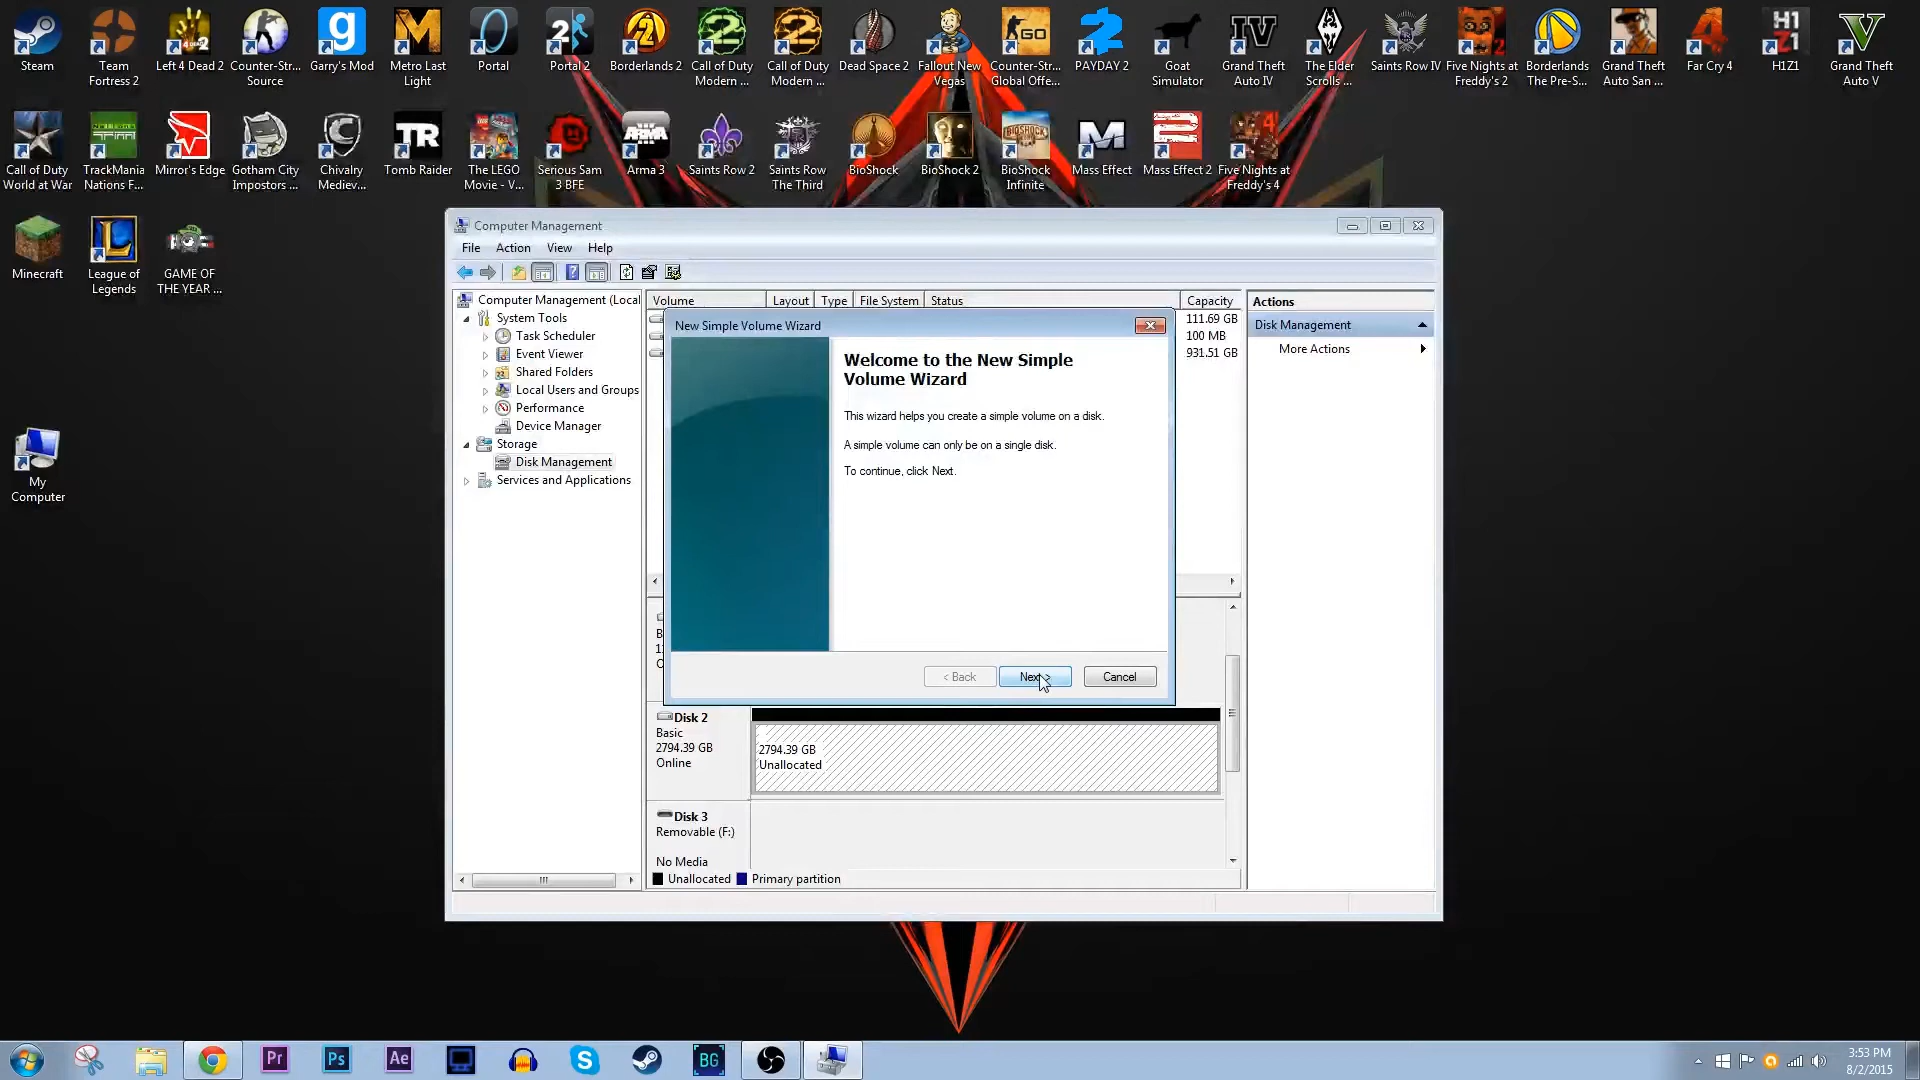 Steam
Team
Fortress 2
Left 4 Dead 2
Counter-Str...
Source
Garry's Mod
Metro Last
Light
Portal
Portal 2
Borderlands 2
Call of Duty
Modern ...
Call of Duty
Modern ...
Dead Space 2
Fallout New
Vegas
Counter-Str...
Global Offe...
PAYDAY 2
Goat
Simulator
Grand Theft
Auto IV
The Elder
Scrolls ...
Saints Row IV
Five Nights at
Freddy's 2
Borderlands
The Pre-S...
Grand Theft
Auto San ...
Far Cry 4
H1Z1
Grand Theft
Auto V
Call of Duty
World at War
TrackMania
Nations F...
Mirror's Edge
Gotham City
Impostors ...
Chivalry
Mediev...
Tomb Raider
The LEGO
Movie - V...
Serious Sam
3 BFE
Arma 3
Saints Row 2
Saints Row
The Third
BioShock
BioShock 2
BioShock
Infinite
Mass Effect
Mass Effect 2
Five Nights at
Freddy's 4
Minecraft
League of
Legends
GAME OF
THE YEAR ...
My
Computer
Computer Management
File Action View Help
Computer Management (Local
System Tools
Task Scheduler
Event Viewer
Shared Folders
Local Users and Groups
Performance
Device Manager
Storage
Disk Management
Services and Applications
Volume Layout Type File System Status Capacity
111.69 GB
100 MB
931.51 GB
Actions
Disk Management
More Actions
New Simple Volume Wizard
Welcome to the New Simple
Volume Wizard
This wizard helps you create a simple volume on a disk.
A simple volume can only be on a single disk.
To continue, click Next.
< Back Next > Cancel
Disk 2
Basic
2794.39 GB
Online
2794.39 GB
Unallocated
Disk 3
Removable (F:)
No Media
Unallocated Primary partition
Pr Ps Ae BG
3:53 PM
8/2/2015